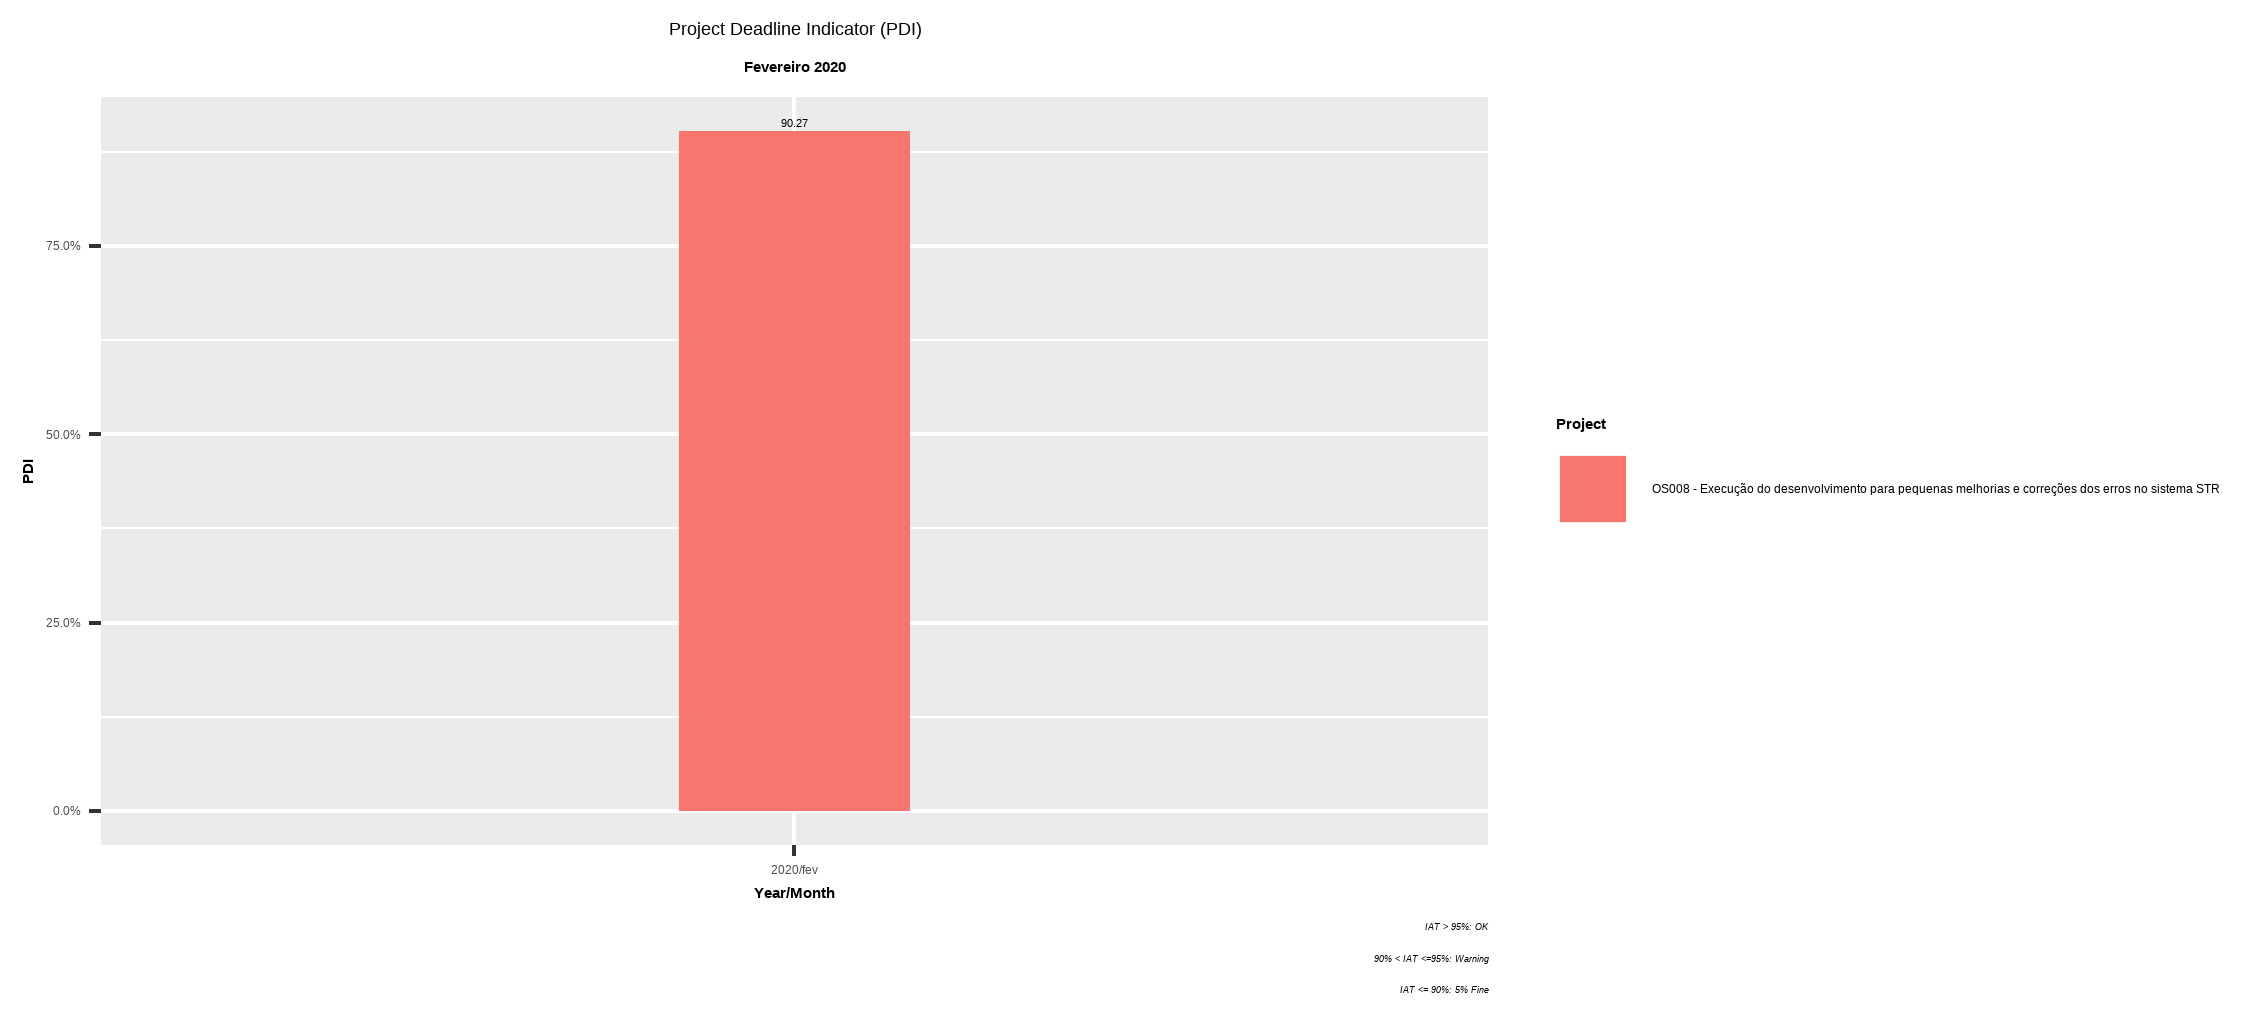 Project Deadline Indicator (PDI)
Fevereiro 2020
90.27
75.0%
50.0%
25.0%
0.0%
PDI
2020/fev
Year/Month
Project
OS008 - Execução do desenvolvimento para pequenas melhorias e correções dos erros no sistema STR
IAT > 95%: OK
90% < IAT <=95%: Warning
IAT <= 90%: 5% Fine